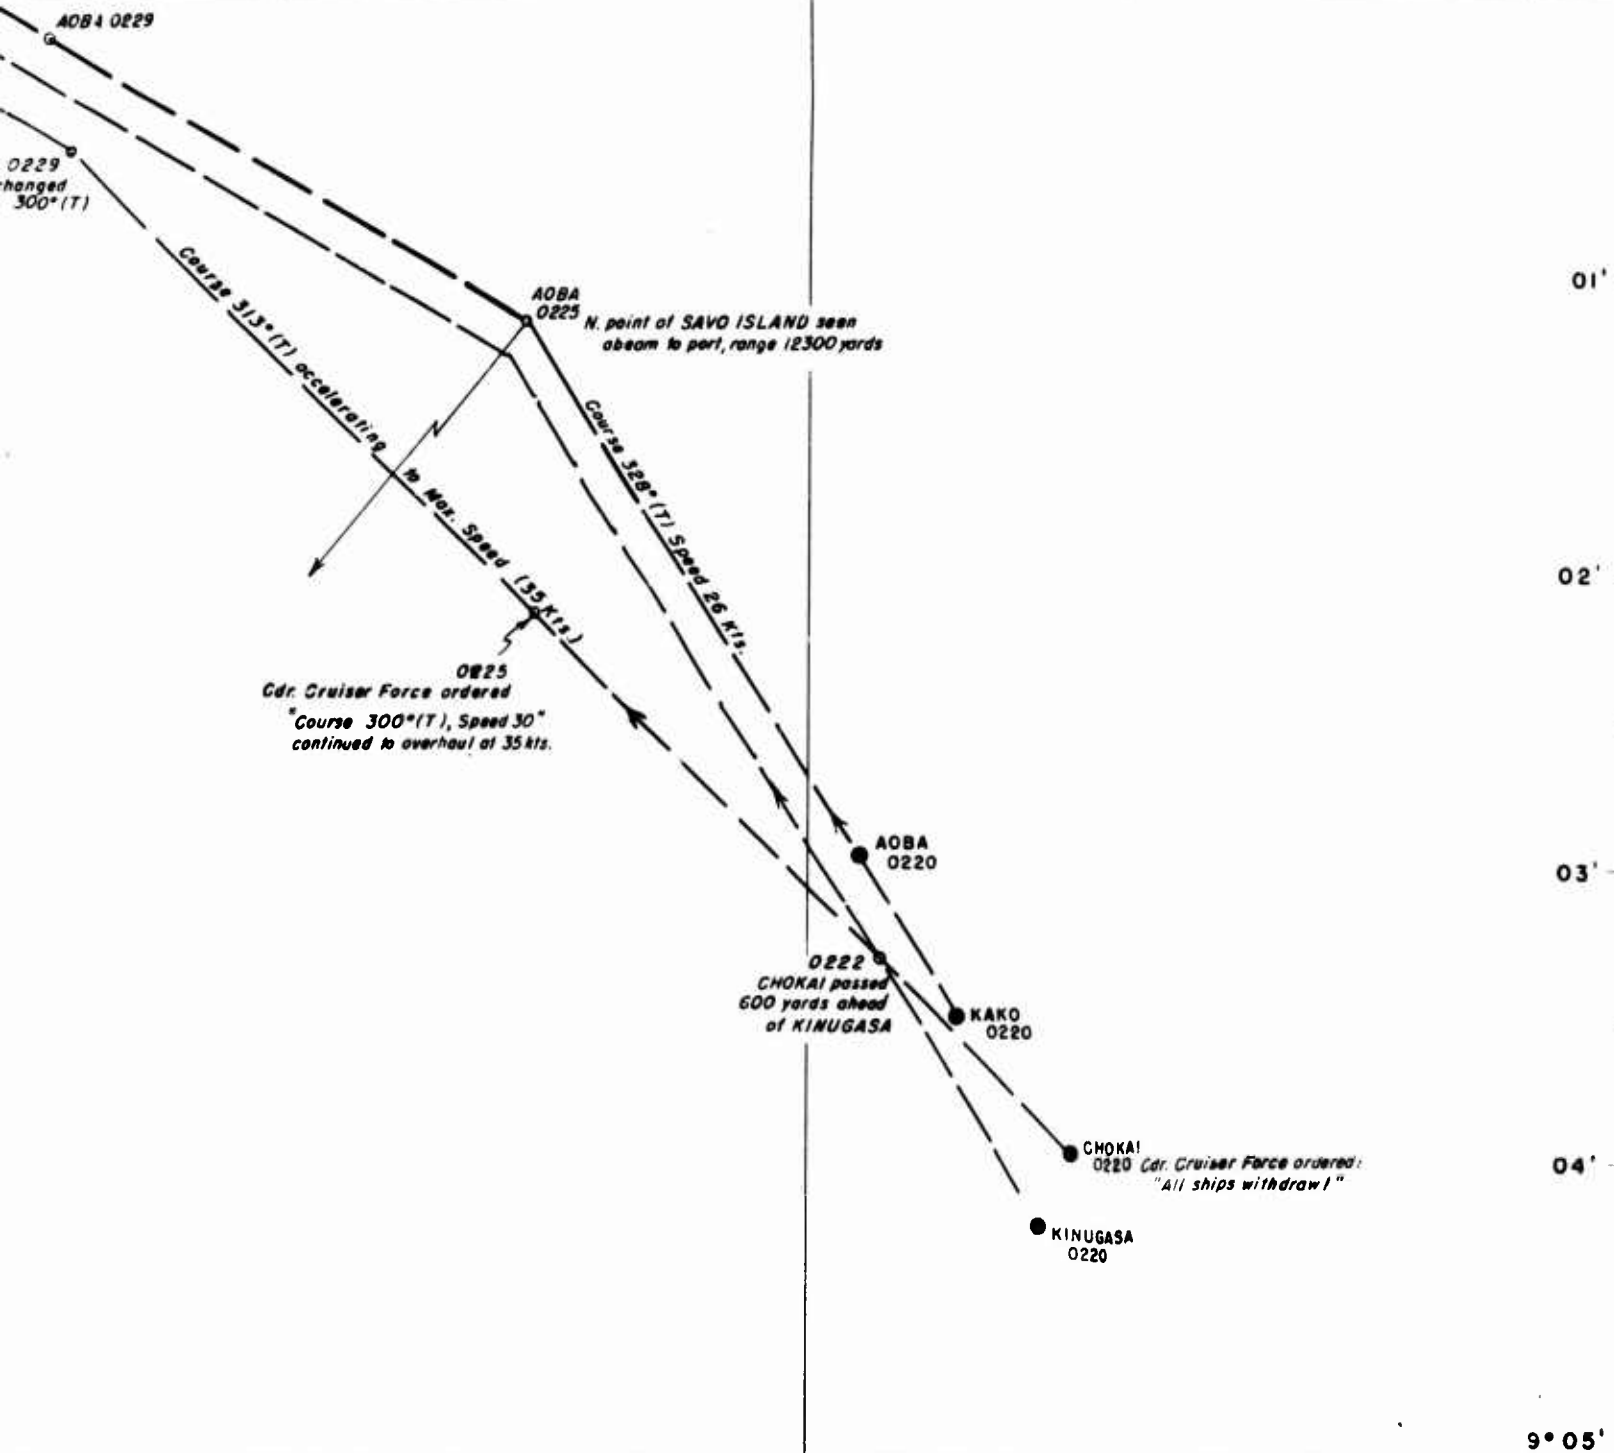 AOBA 0229
0229
changed
300°(T)
Course 313°(T) accelerating to Max. Speed (35 Kts.)
AOBA
0225
N. point of SAVO ISLAND seen
abeam to port, range 12300 yards
01'
Course 328°(T) Speed 26 Kts.
02'
0225
Cdr. Cruiser Force ordered
"Course 300°(T), Speed 30"
continued to overhaul at 35 kts.
AOBA
0220
03'
0222
CHOKAI passed
600 yards ahead
of KINUGASA
KAKO
0220
CHOKAI
0220 Cdr. Cruiser Force ordered:
"All ships withdraw!"
04'
KINUGASA
0220
9° 05'